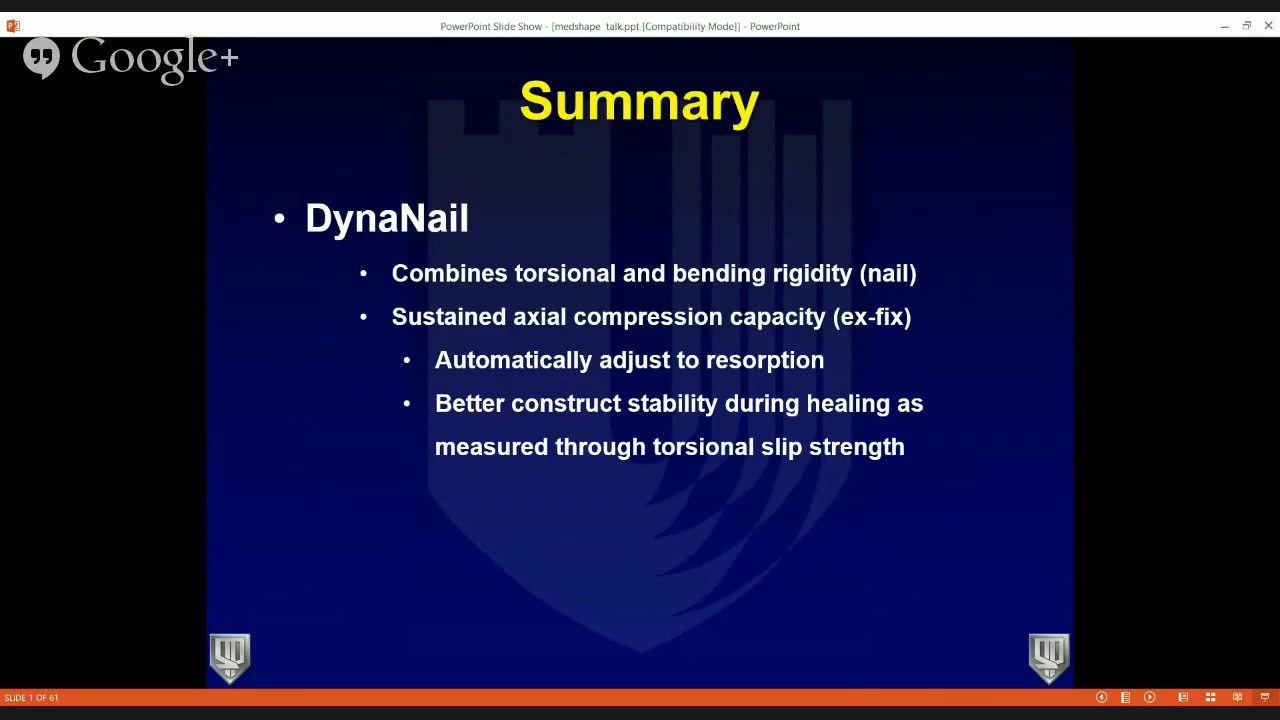 PowerPoint Slide Show - [medshape_talk.ppt [Compatibility Mode]] - PowerPoint
Google+
Summary
• DynaNail
• Combines torsional and bending rigidity (nail)
• Sustained axial compression capacity (ex-fix)
• Automatically adjust to resorption
• Better construct stability during healing as
measured through torsional slip strength
SLIDE 1 OF 61